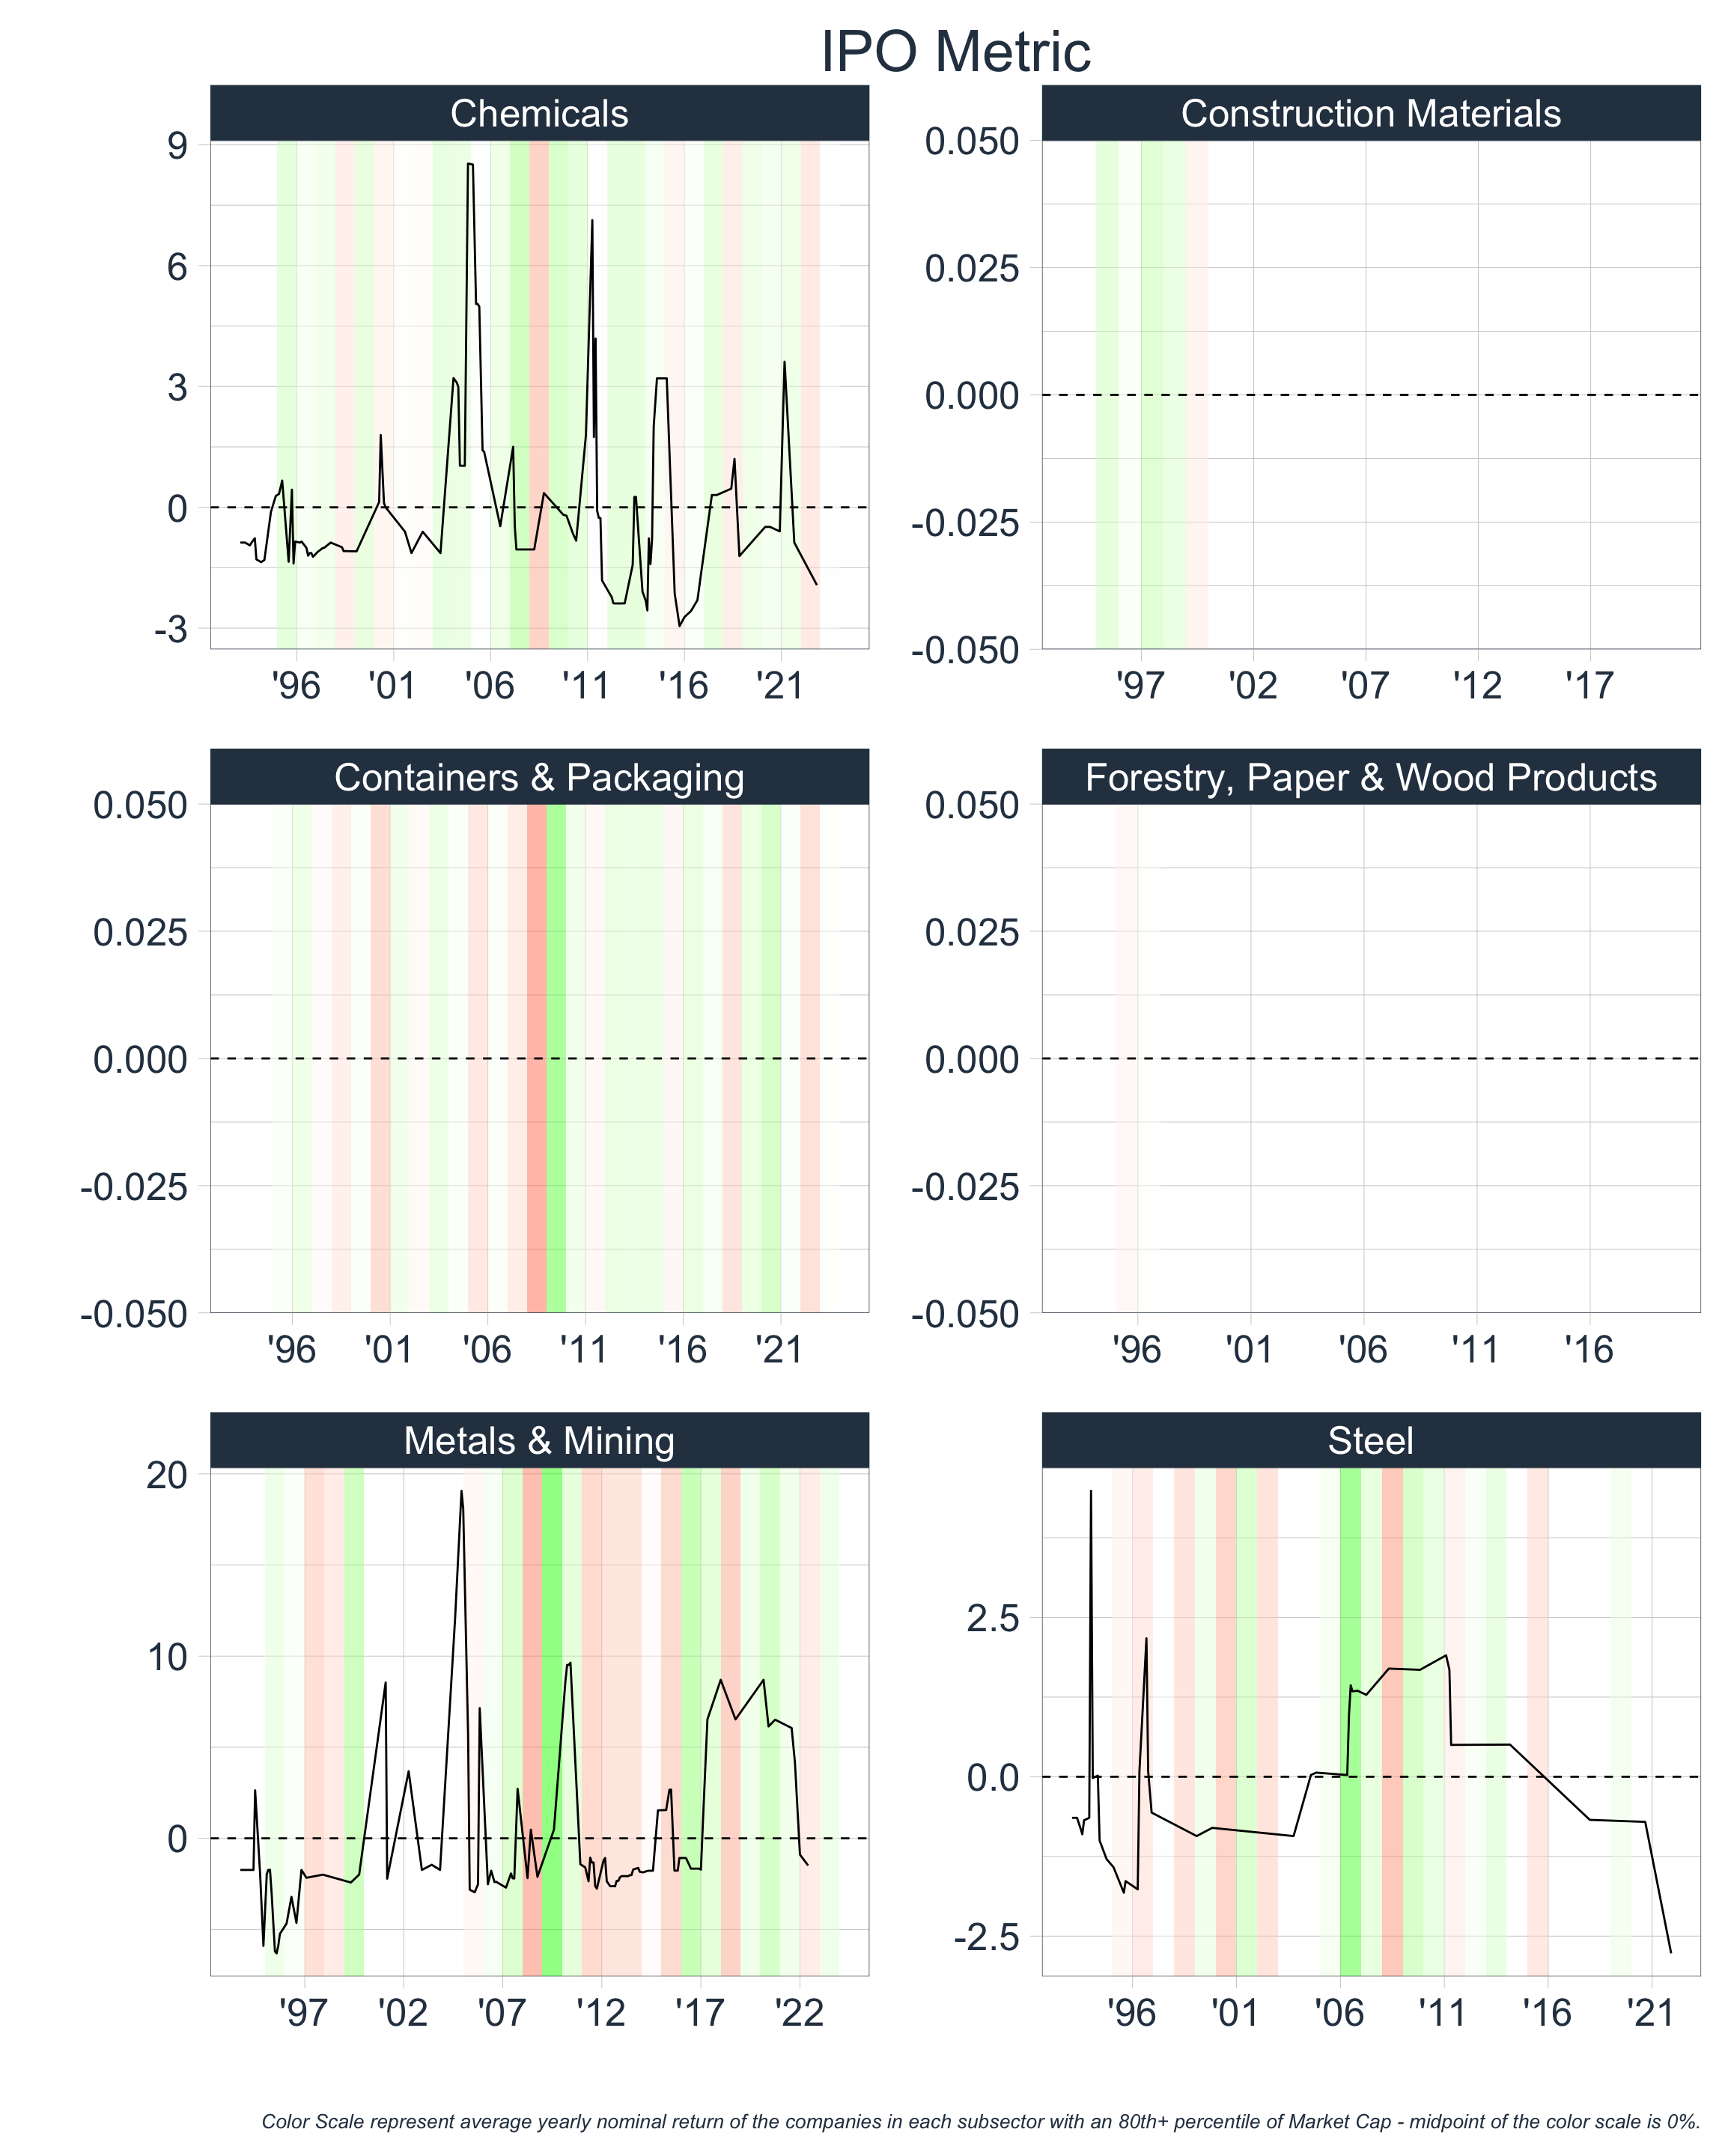 IPO Metric
Chemicals
9
6
3
0
-3
'96 '01 '06 '11 '16 '21
Construction Materials
0.050
0.025
0.000
-0.025
-0.050
'97 '02 '07 '12 '17
Containers & Packaging
0.050
0.025
0.000
-0.025
-0.050
'96 '01 '06 '11 '16 '21
Forestry, Paper & Wood Products
0.050
0.025
0.000
-0.025
-0.050
'96 '01 '06 '11 '16
Metals & Mining
20
10
0
'97 '02 '07 '12 '17 '22
Steel
2.5
0.0
-2.5
'96 '01 '06 '11 '16 '21
Color Scale represent average yearly nominal return of the companies in each subsector with an 80th+ percentile of Market Cap - midpoint of the color scale is 0%.